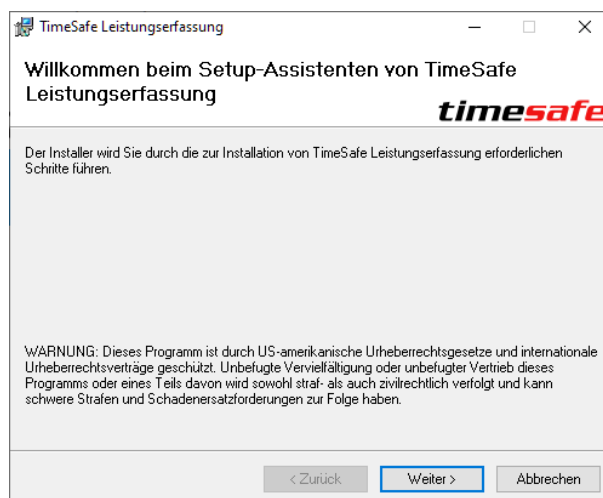 TimeSafe Leistungserfassung
Willkommen beim Setup-Assistenten von TimeSafe
Leistungserfassung
timesafe
Der Installer wird Sie durch die zur Installation von TimeSafe Leistungserfassung erforderlichen
Schritte führen.
WARNUNG: Dieses Programm ist durch US-amerikanische Urheberrechtsgesetze und internationale
Urheberrechtsverträge geschützt. Unbefugte Vervielfältigung oder unbefugter Vertrieb dieses
Programms oder eines Teils davon wird sowohl straf- als auch zivilrechtlich verfolgt und kann
schwere Strafen und Schadenersatzforderungen zur Folge haben.
< Zurück Weiter > Abbrechen